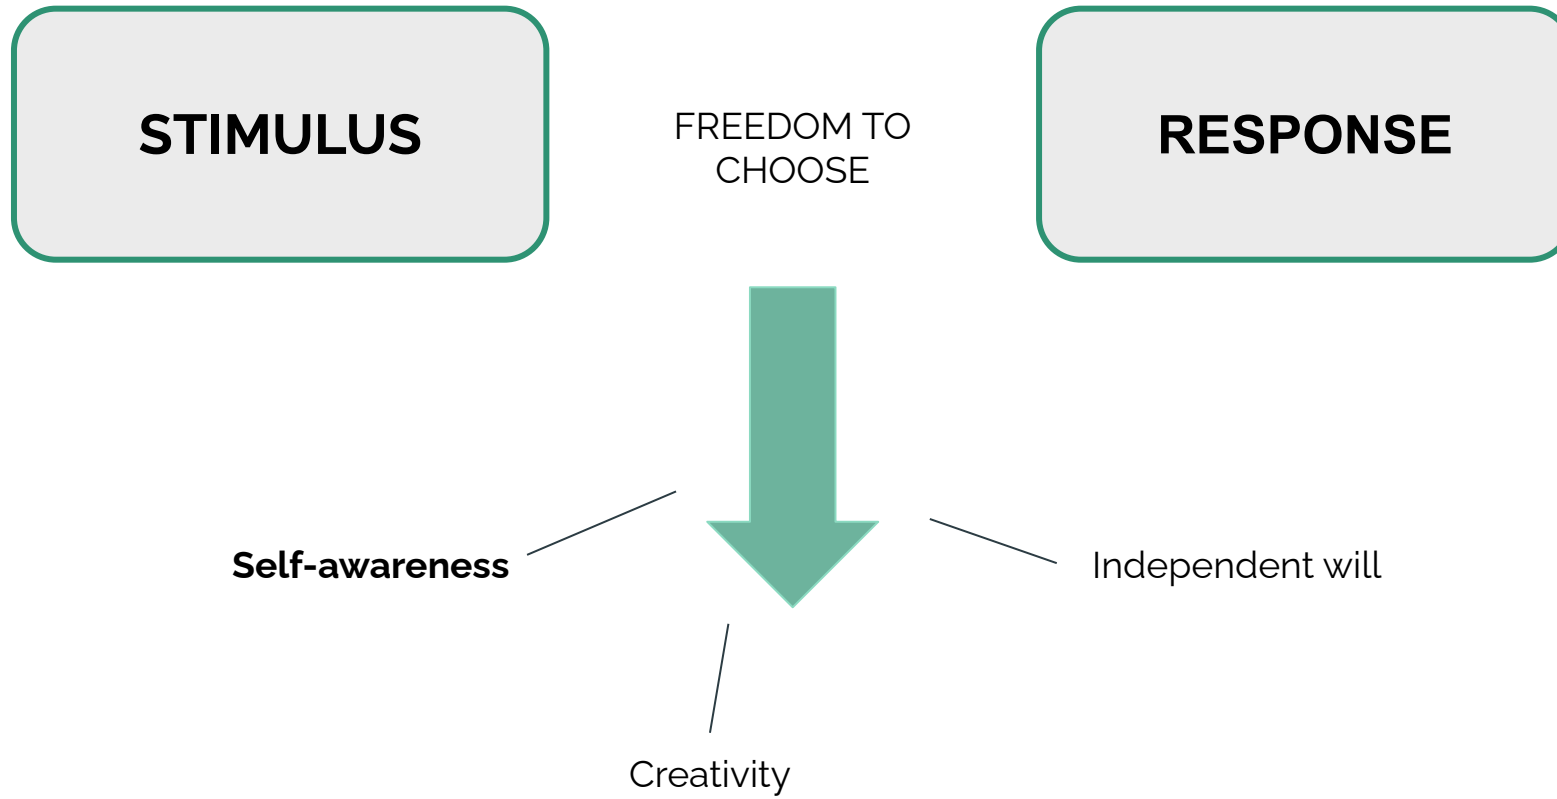 STIMULUS
FREEDOM TO
CHOOSE
RESPONSE
Self-awareness
Independent will
Creativity